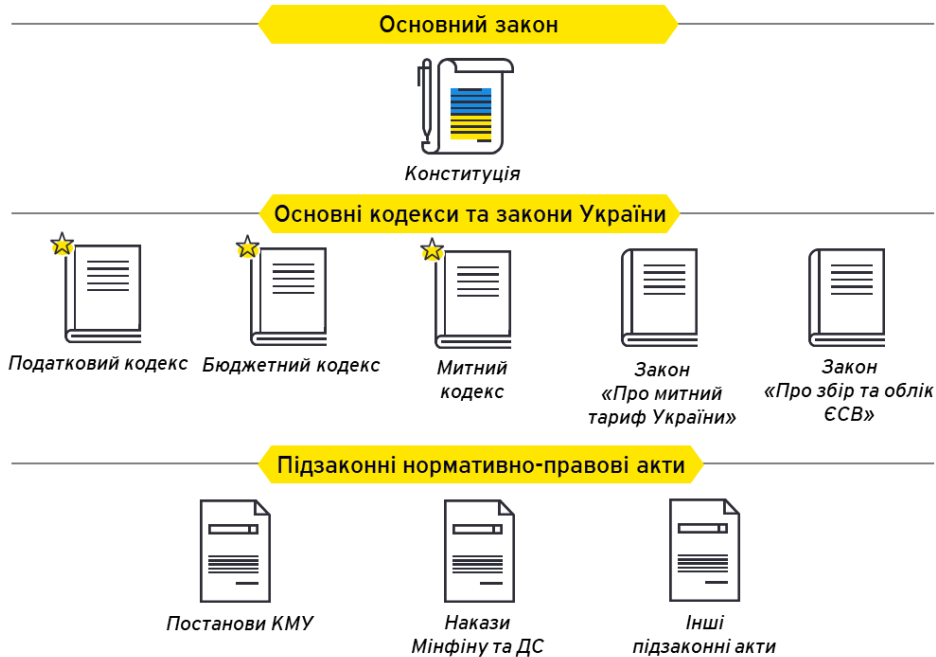 Основний закон
Конституція
Основні кодекси та закони України
Податковий кодекс
Бюджетний кодекс
Митний
кодекс
Закон
«Про митний
тариф України»
Закон
«Про збір та облік
ЄСВ»
Підзаконні нормативно-правові акти
Постанови КМУ
Накази
Мінфіну та ДС
Інші
підзаконні акти